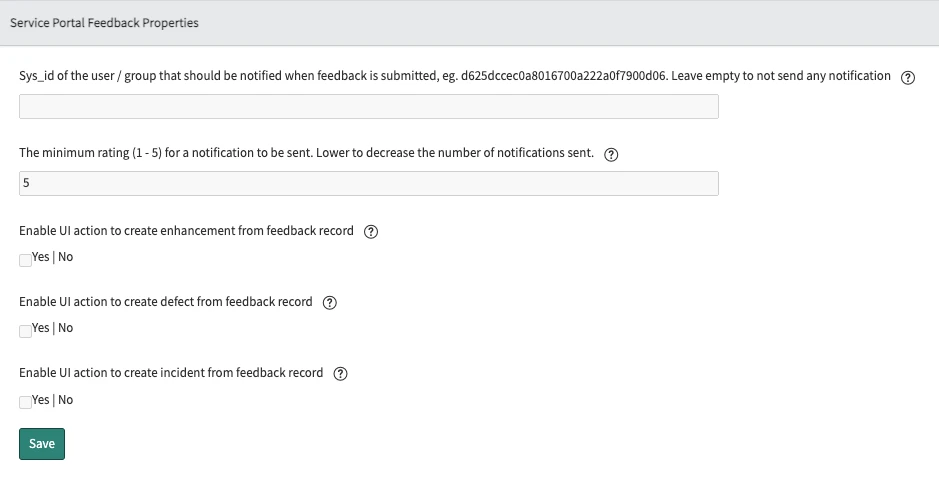 Service Portal Feedback Properties
Sys_id of the user / group that should be notified when feedback is submitted, eg. d625dccec0a8016700a222a0f7900d06. Leave empty to not send any notification ?
The minimum rating (1 - 5) for a notification to be sent. Lower to decrease the number of notifications sent. ?
5
Enable UI action to create enhancement from feedback record ?
Yes | No
Enable UI action to create defect from feedback record ?
Yes | No
Enable UI action to create incident from feedback record ?
Yes | No
Save